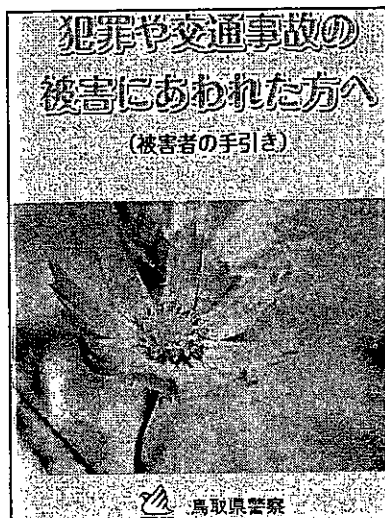 犯罪や交通事故の
被害にあわれた方へ
(被害者の手引き)
鳥取県警察